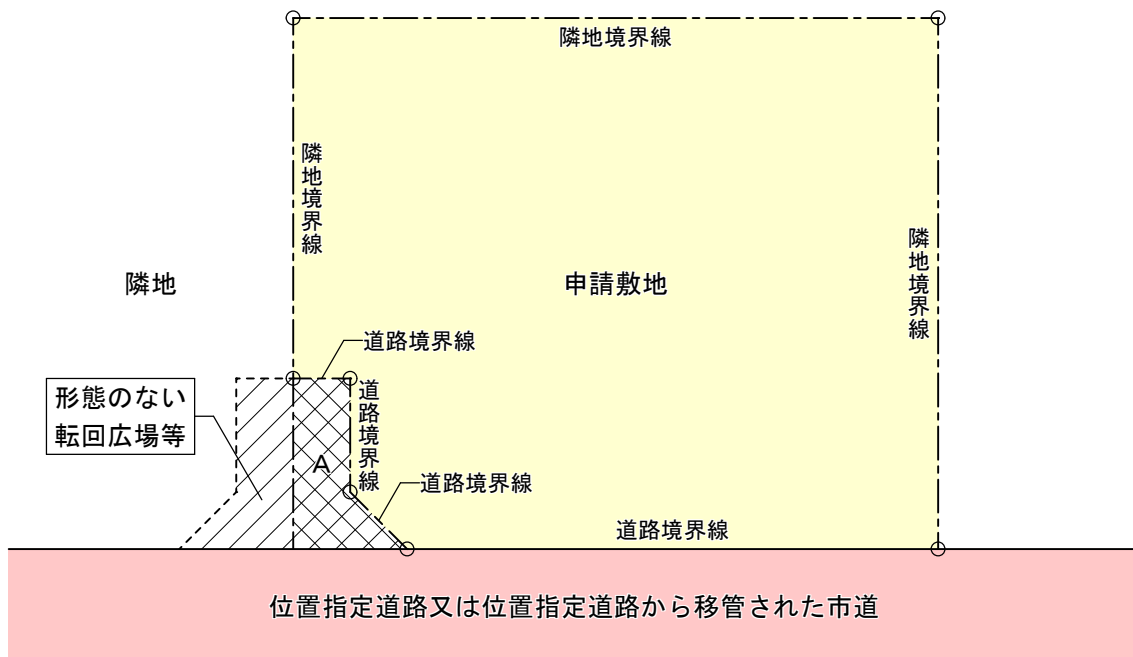 隣地境界線
隣地境界線
隣地境界線
隣地
申請敷地
道路境界線
形態のない
転回広場等
道路境界線
A
道路境界線
道路境界線
位置指定道路又は位置指定道路から移管された市道